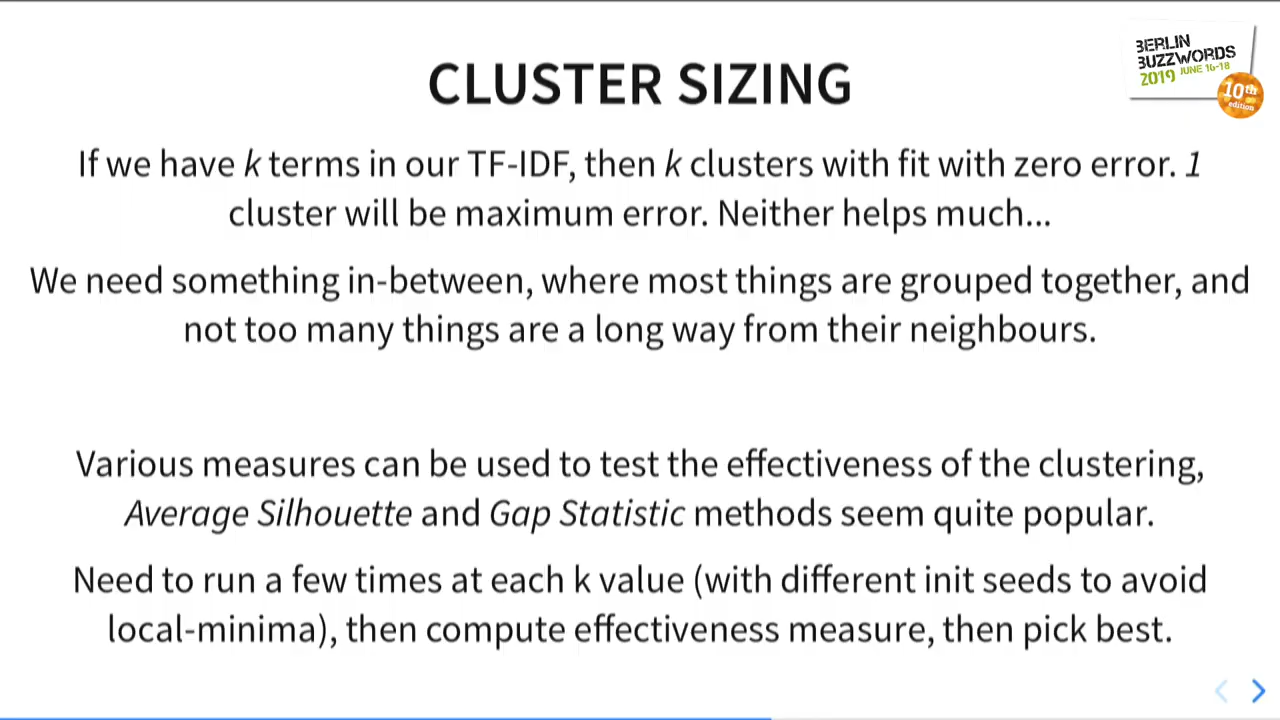 BERLIN
BUZZWORDS
2019 JUNE 16-18
10th
edition
CLUSTER SIZING
If we have k terms in our TF-IDF, then k clusters with fit with zero error. 1
cluster will be maximum error. Neither helps much...
We need something in-between, where most things are grouped together, and
not too many things are a long way from their neighbours.
Various measures can be used to test the effectiveness of the clustering,
Average Silhouette and Gap Statistic methods seem quite popular.
Need to run a few times at each k value (with different init seeds to avoid
local-minima), then compute effectiveness measure, then pick best.